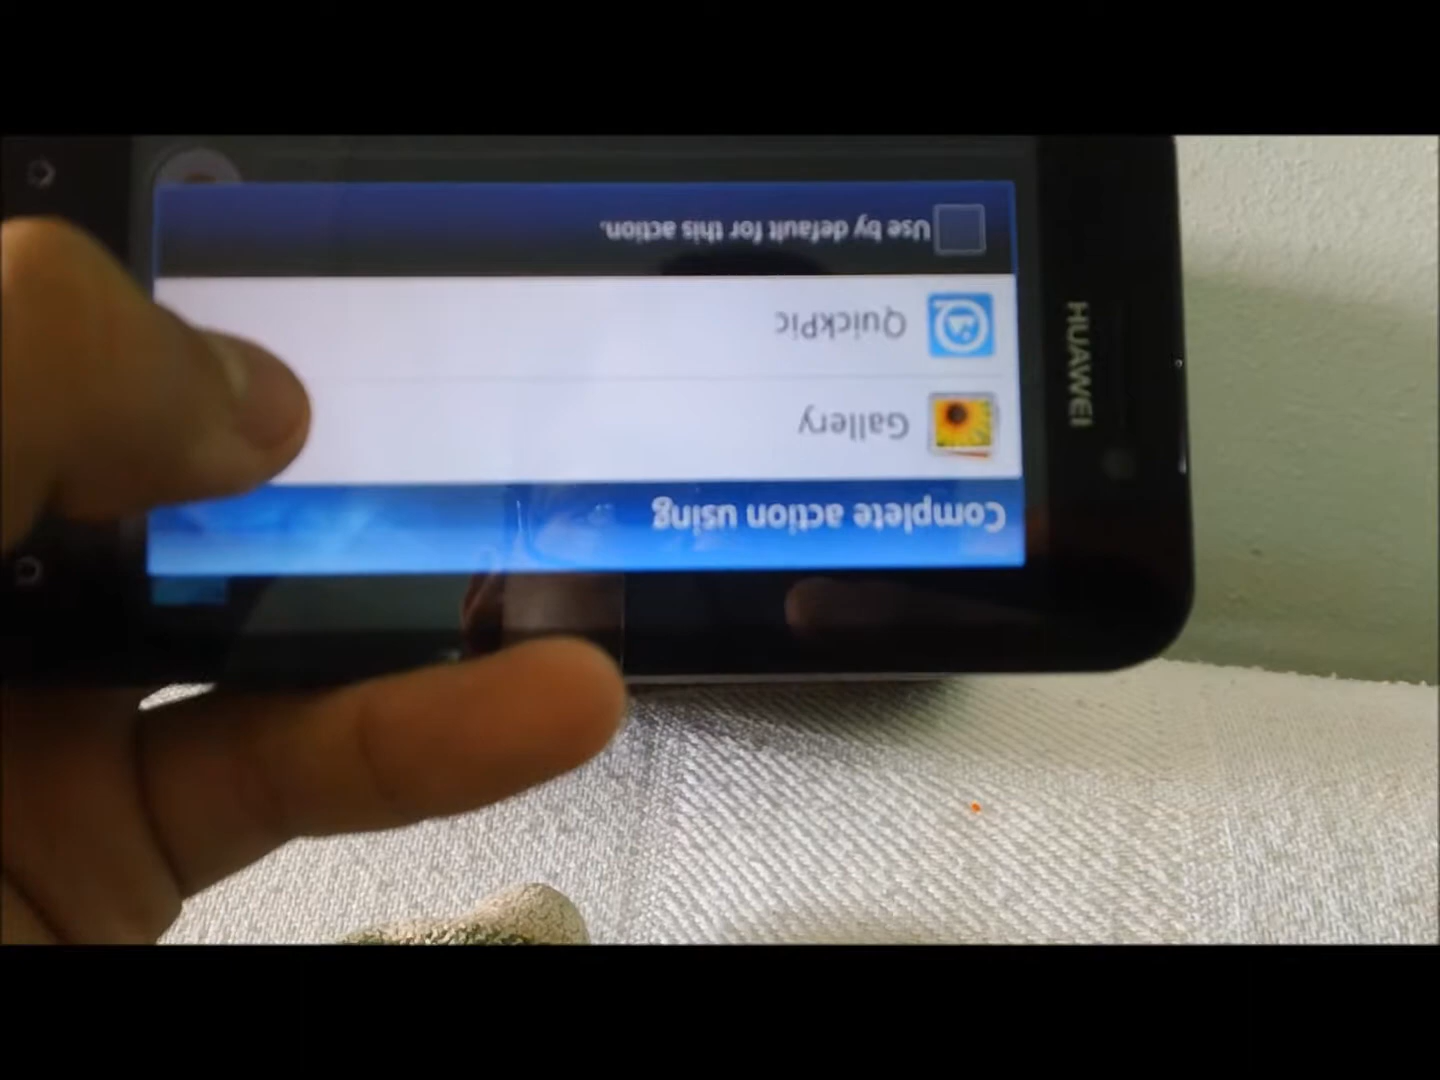 Complete action using
Gallery
QuickPic
Use by default for this action.
HUAWEI